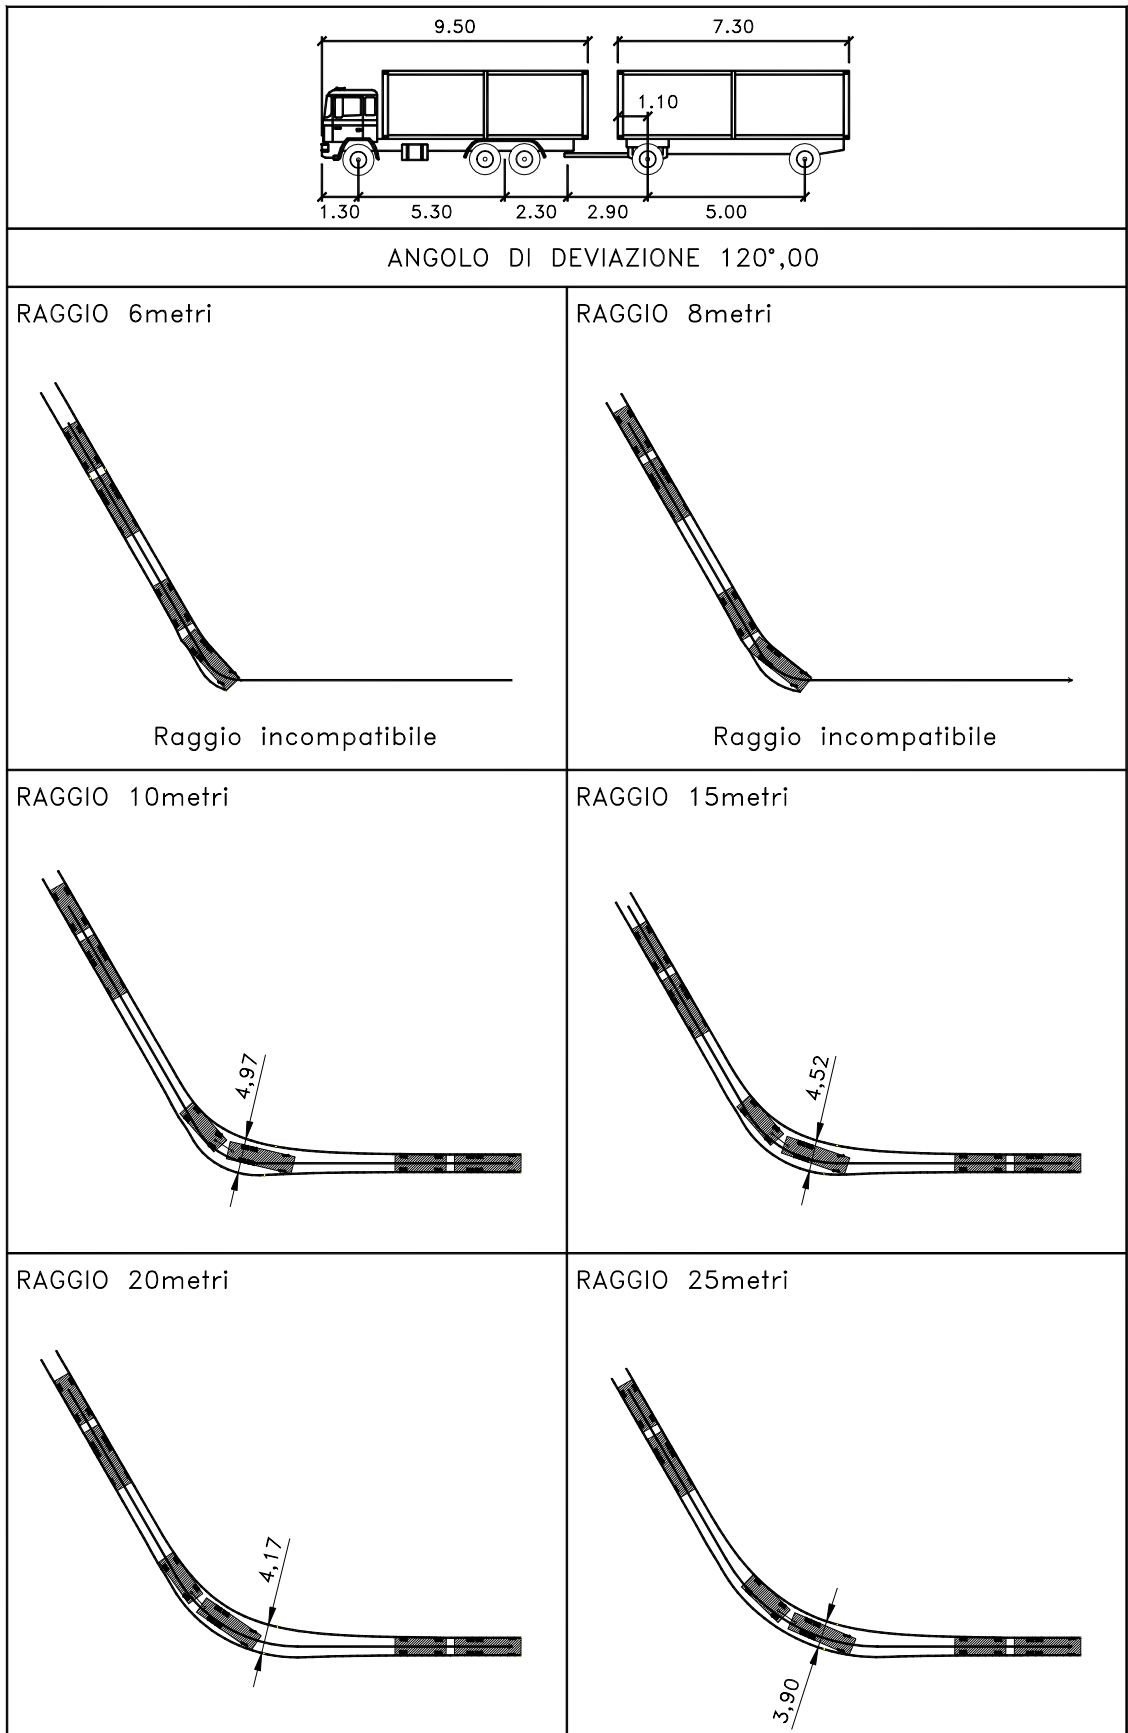 9.50 7.30
1.10
1.30 5.30 2.30 2.90 5.00
ANGOLO DI DEVIAZIONE 120°,00
RAGGIO 6metri
Raggio incompatibile
RAGGIO 8metri
Raggio incompatibile
RAGGIO 10metri
4,97
RAGGIO 15metri
4,52
RAGGIO 20metri
4,17
RAGGIO 25metri
3,90